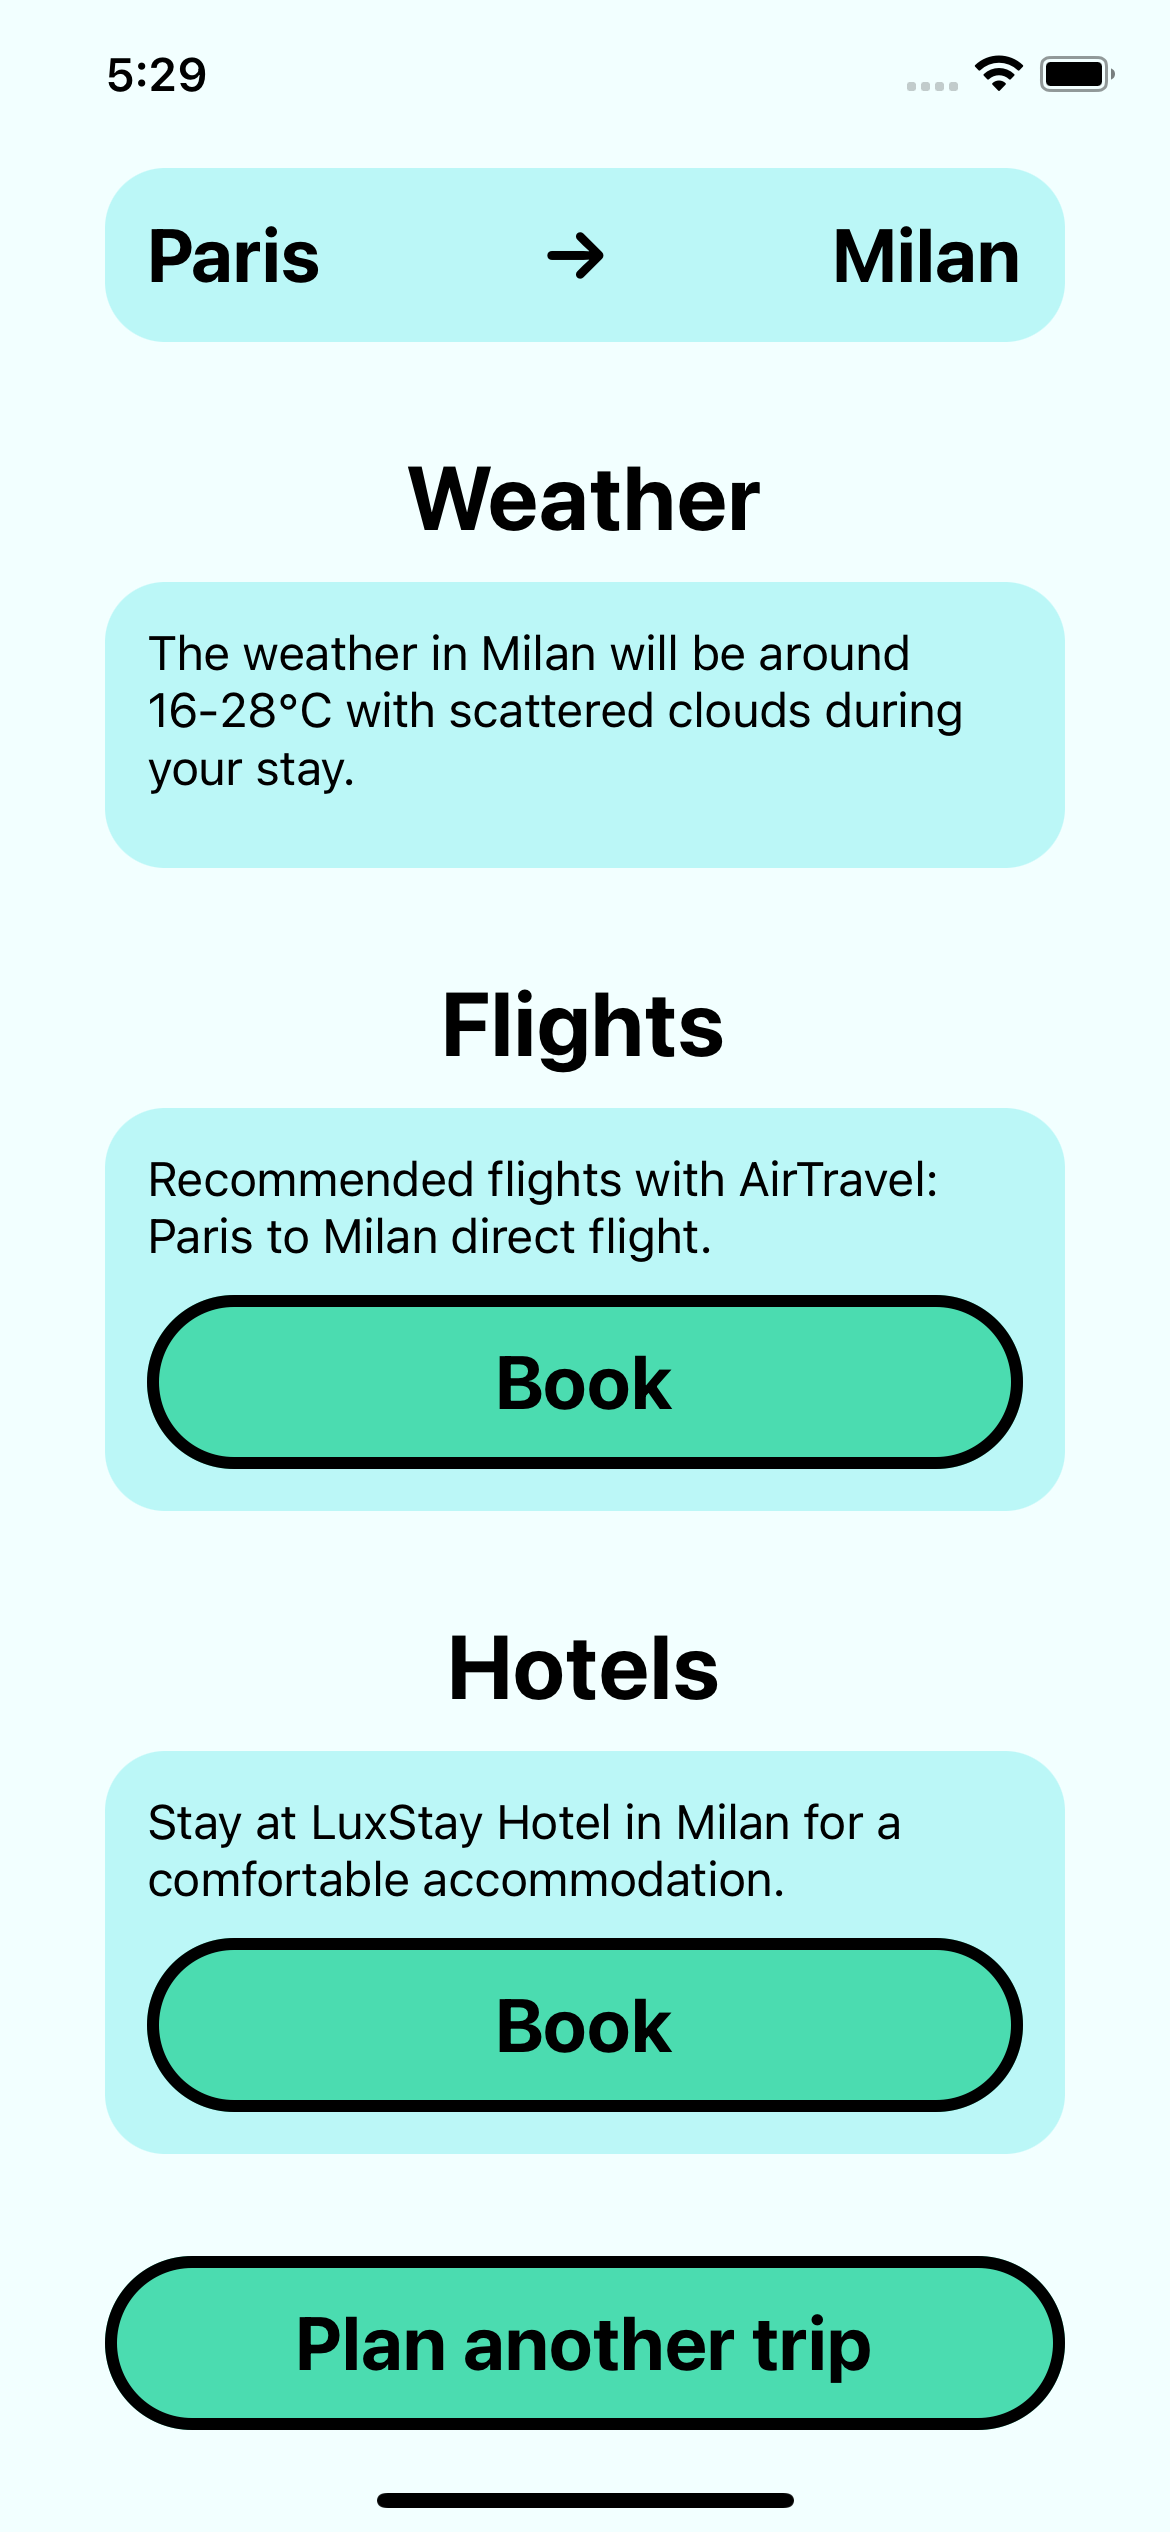 5:29
Paris → Milan
Weather
The weather in Milan will be around
16-28°C with scattered clouds during
your stay.
Flights
Recommended flights with AirTravel:
Paris to Milan direct flight.
Book
Hotels
Stay at LuxStay Hotel in Milan for a
comfortable accommodation.
Book
Plan another trip